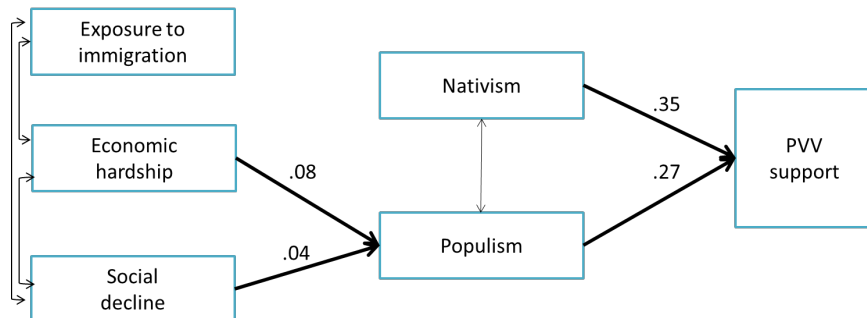 Exposure to
immigration
Nativism
.35
Economic
hardship
PVV
support
.08
.27
Populism
.04
Social
decline